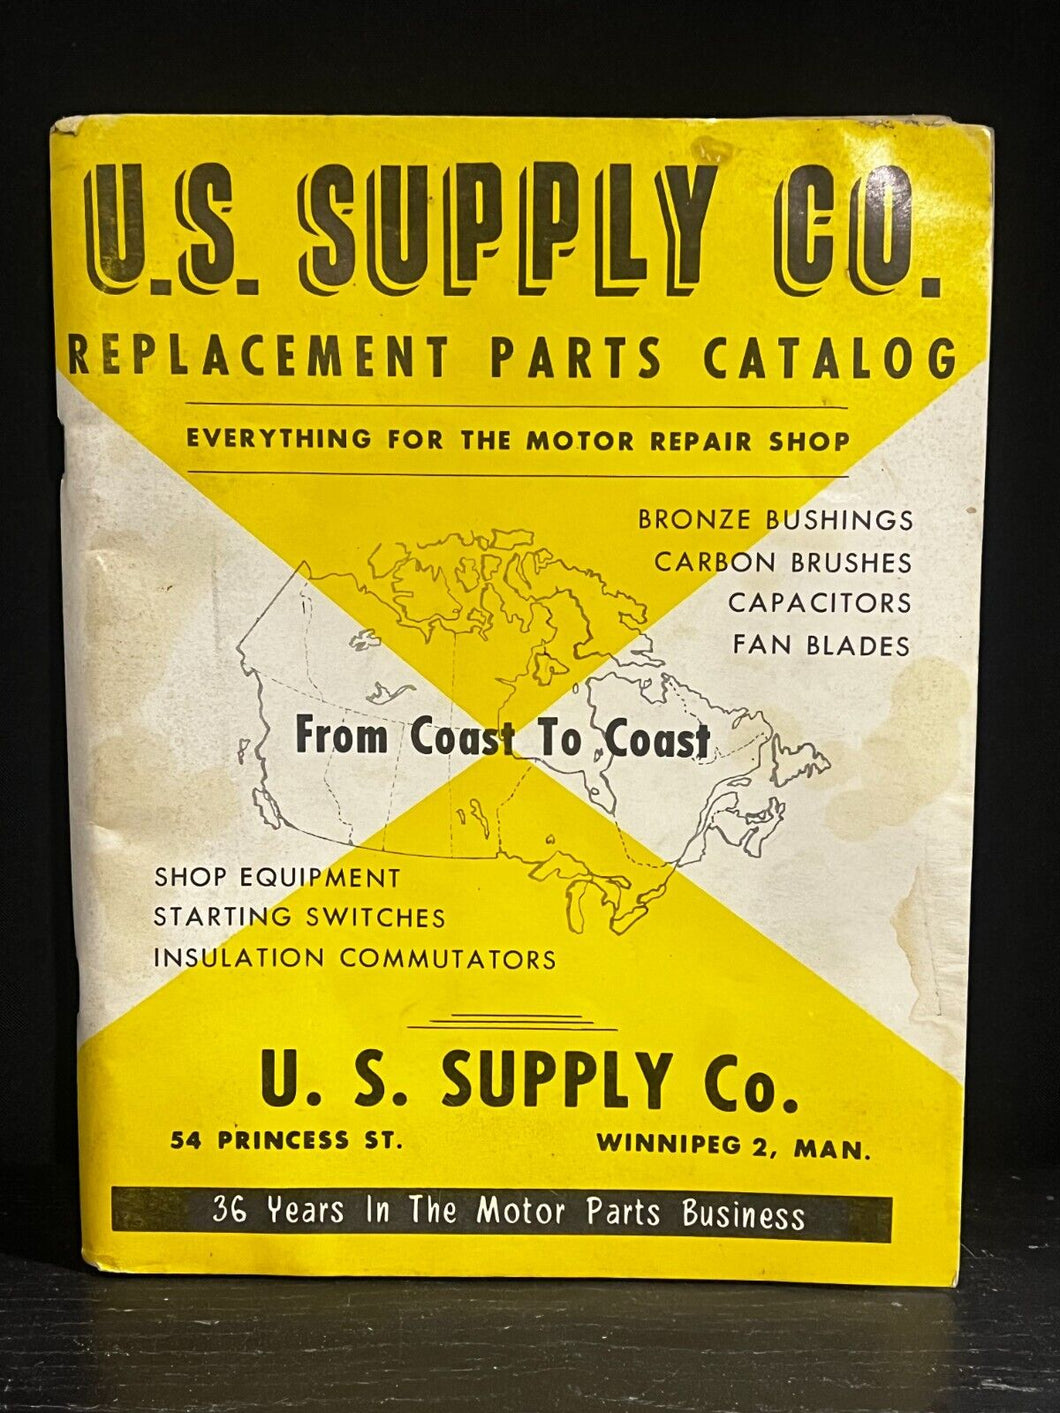 U.S. SUPPLY CO.
REPLACEMENT PARTS CATALOG
EVERYTHING FOR THE MOTOR REPAIR SHOP
BRONZE BUSHINGS
CARBON BRUSHES
CAPACITORS
FAN BLADES
From Coast To Coast
SHOP EQUIPMENT
STARTING SWITCHES
INSULATION COMMUTATORS
U. S. SUPPLY Co.
54 PRINCESS ST. WINNIPEG 2, MAN.
36 Years In The Motor Parts Business